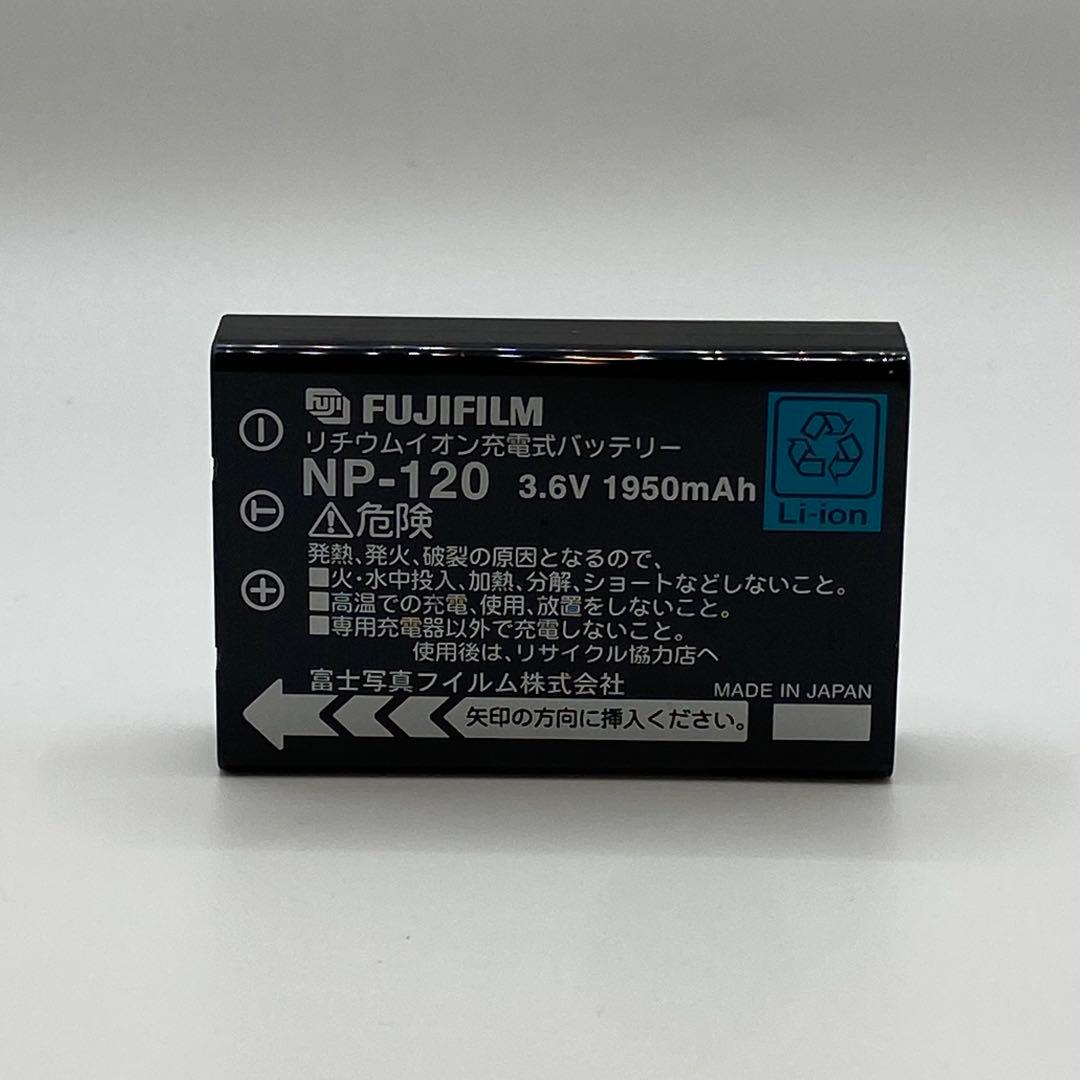 FUJI FUJIFILM
リチウムイオン充電式バッテリー
NP-120 3.6V 1950mAh
Li-ion
⚠危険
発熱、発火、破裂の原因となるので、
■火・水中投入、加熱、分解、ショートなどしないこと。
■高温での充電、使用、放置をしないこと。
■専用充電器以外で充電しないこと。
使用後は、リサイクル協力店へ
富士写真フイルム株式会社
MADE IN JAPAN
矢印の方向に挿入ください。
－
T
＋